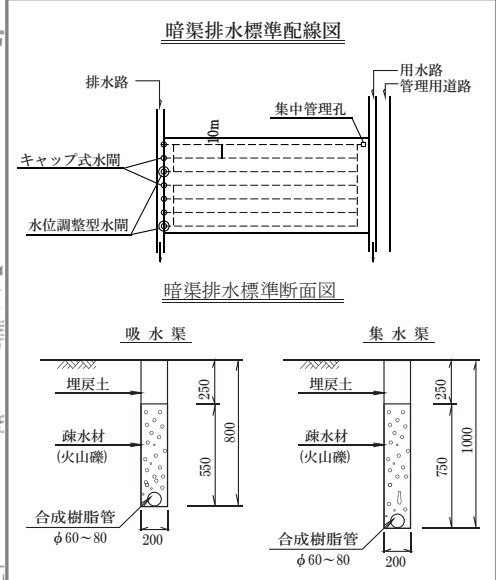 暗渠排水標準配線図
排水路
用水路
管理用道路
集中管理孔
10m
キャップ式水閘
水位調整型水閘
暗渠排水標準断面図
吸水渠
埋戻土
疎水材
(火山礫)
合成樹脂管
φ60～80
200
250
550
800
集水渠
埋戻土
疎水材
(火山礫)
合成樹脂管
φ60～80
200
250
750
1000